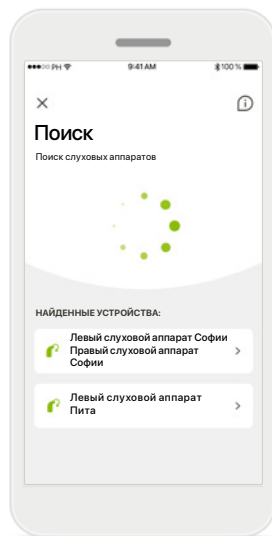 PH 9:41 AM 100 %
Поиск
Поиск слуховых аппаратов
НАЙДЕННЫЕ УСТРОЙСТВА:
Левый слуховой аппарат Софии
Правый слуховой аппарат
Софии
Левый слуховой аппарат
Пита